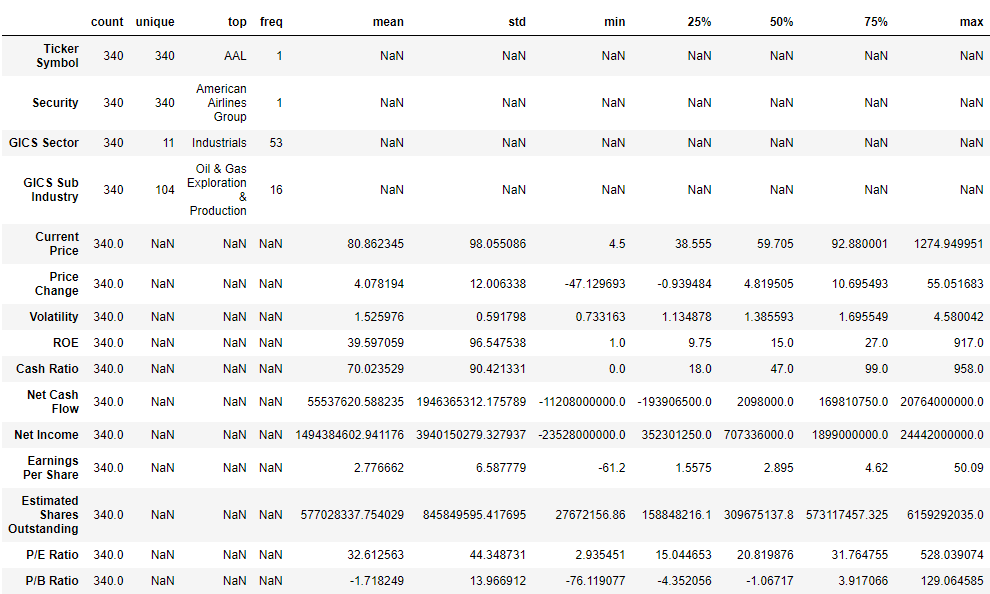 count unique top freq mean std min 25% 50% 75% max
Ticker Symbol 340 340 AAL 1 NaN NaN NaN NaN NaN NaN NaN
Security 340 340 American Airlines Group 1 NaN NaN NaN NaN NaN NaN NaN
GICS Sector 340 11 Industrials 53 NaN NaN NaN NaN NaN NaN NaN
GICS Sub Industry 340 104 Oil & Gas Exploration & Production 16 NaN NaN NaN NaN NaN NaN NaN
Current Price 340.0 NaN NaN NaN 80.862345 98.055086 4.5 38.555 59.705 92.880001 1274.949951
Price Change 340.0 NaN NaN NaN 4.078194 12.006338 -47.129693 -0.939484 4.819505 10.695493 55.051683
Volatility 340.0 NaN NaN NaN 1.525976 0.591798 0.733163 1.134878 1.385593 1.695549 4.580042
ROE 340.0 NaN NaN NaN 39.597059 96.547538 1.0 9.75 15.0 27.0 917.0
Cash Ratio 340.0 NaN NaN NaN 70.023529 90.421331 0.0 18.0 47.0 99.0 958.0
Net Cash Flow 340.0 NaN NaN NaN 55537620.588235 1946365312.175789 -11208000000.0 -193906500.0 2098000.0 169810750.0 20764000000.0
Net Income 340.0 NaN NaN NaN 1494384602.941176 3940150279.327937 -23528000000.0 352301250.0 707336000.0 1899000000.0 24442000000.0
Earnings Per Share 340.0 NaN NaN NaN 2.776662 6.587779 -61.2 1.5575 2.895 4.62 50.09
Estimated Shares Outstanding 340.0 NaN NaN NaN 577028337.754029 845849595.417695 27672156.86 158848216.1 309675137.8 573117457.325 6159292035.0
P/E Ratio 340.0 NaN NaN NaN 32.612563 44.348731 2.935451 15.044653 20.819876 31.764755 528.039074
P/B Ratio 340.0 NaN NaN NaN -1.718249 13.966912 -76.119077 -4.352056 -1.06717 3.917066 129.064585